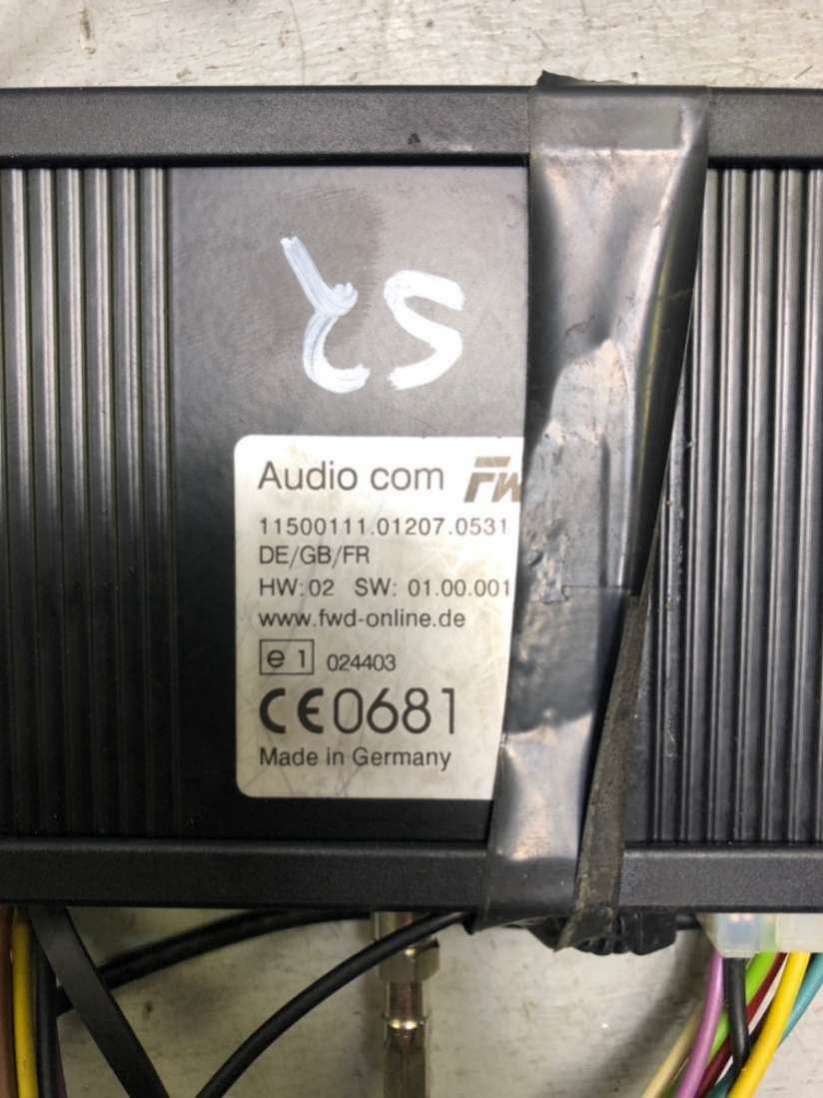 Audio com FW
11500111.01207.0531
DE/GB/FR
HW: 02 SW: 01.00.001
www.fwd-online.de
e 1 024403
CE0681
Made in Germany